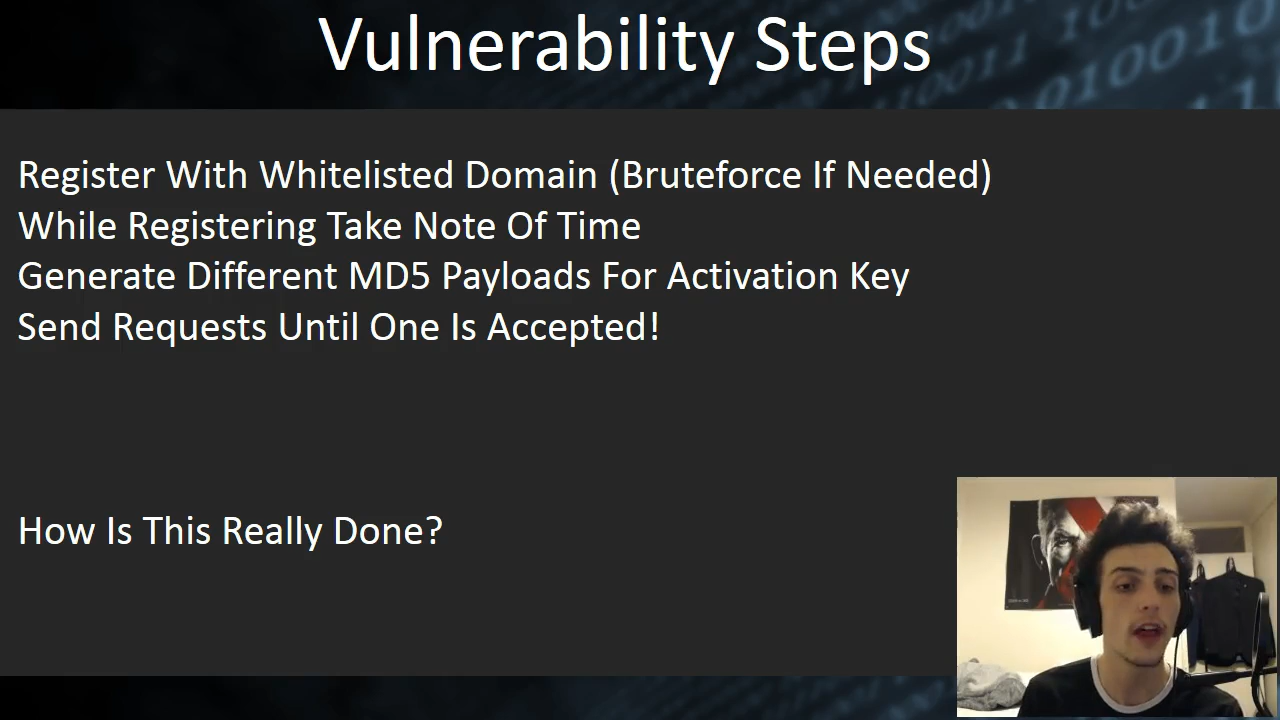 Vulnerability Steps
Register With Whitelisted Domain (Bruteforce If Needed)
While Registering Take Note Of Time
Generate Different MD5 Payloads For Activation Key
Send Requests Until One Is Accepted!
How Is This Really Done?